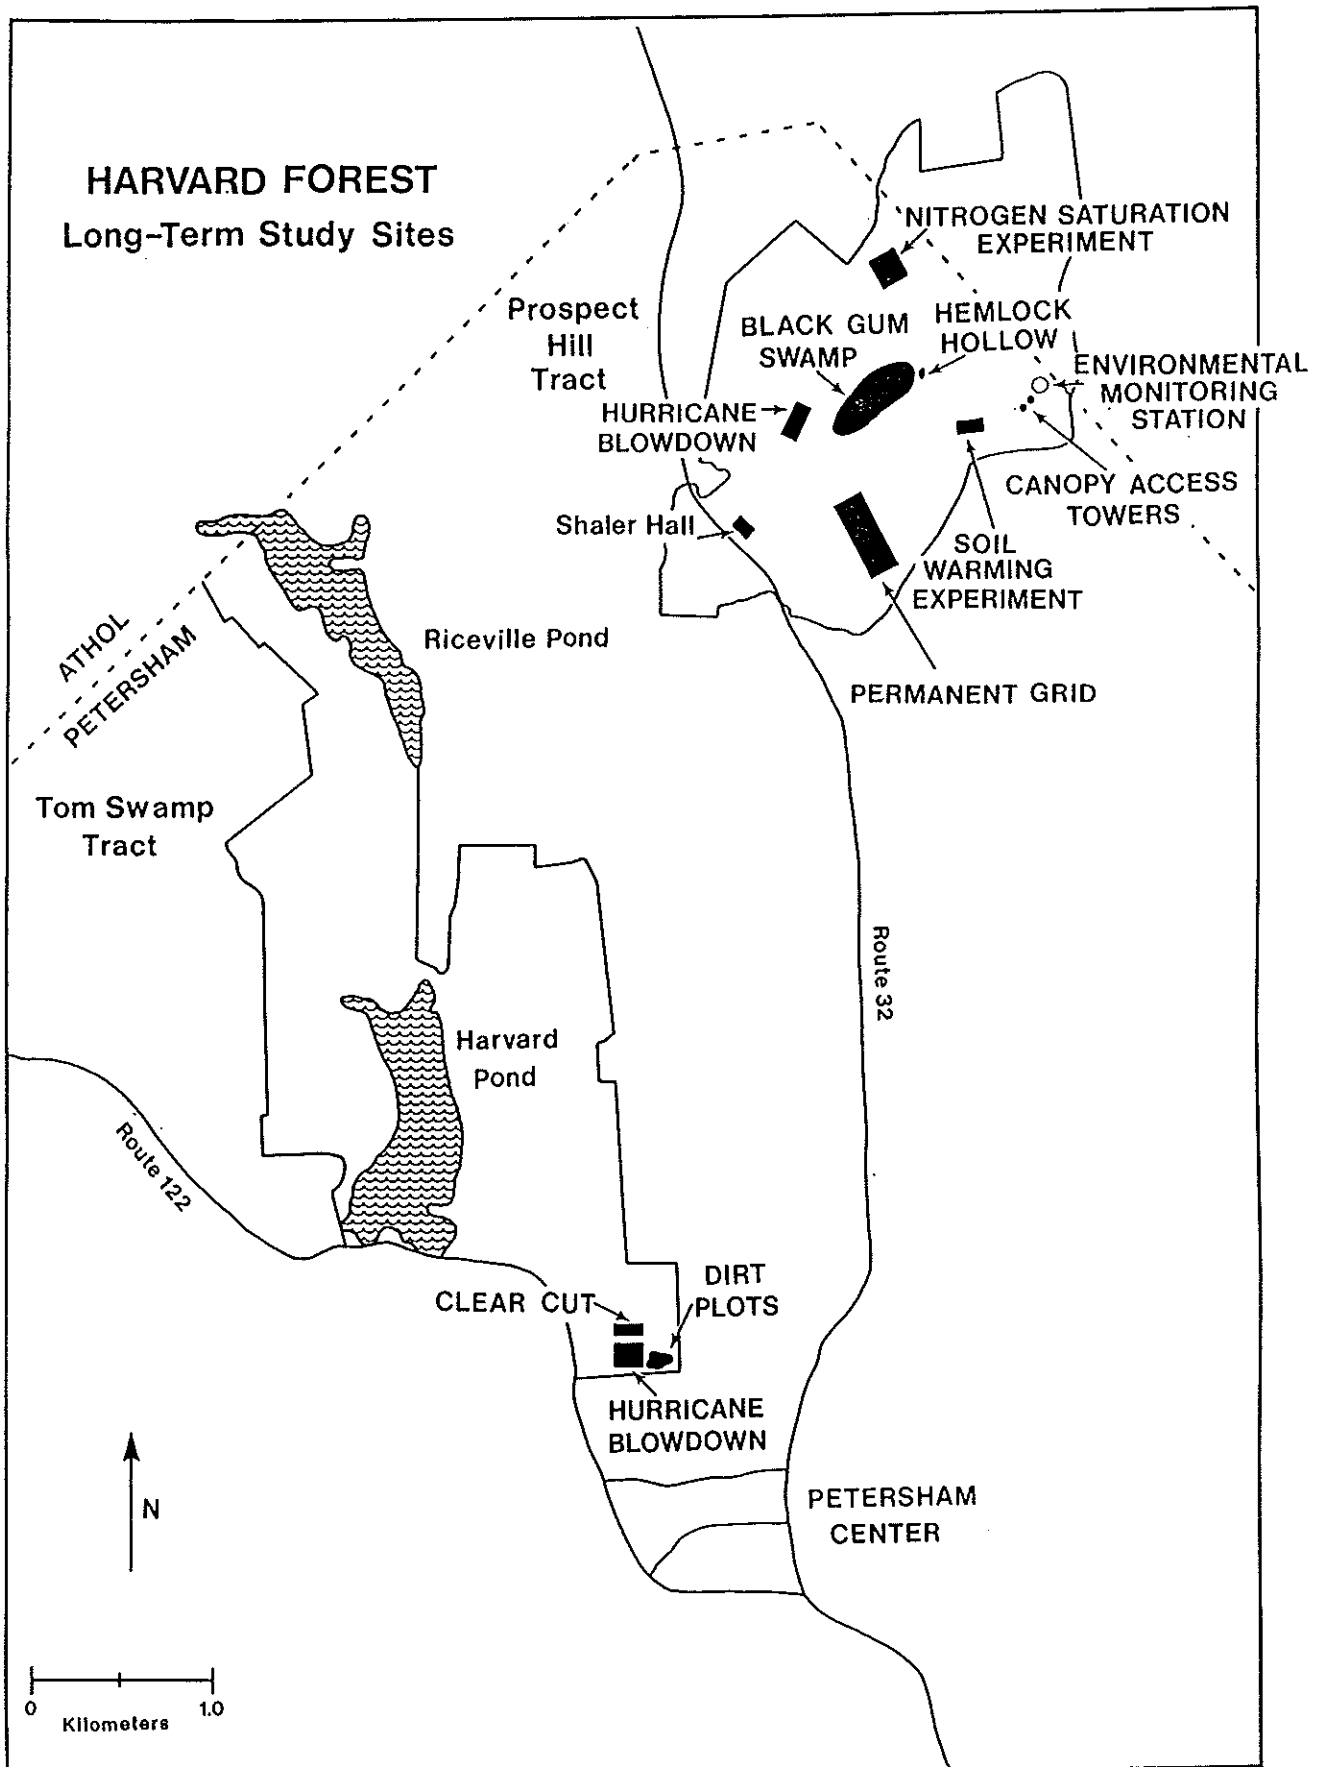 HARVARD FOREST
Long-Term Study Sites
NITROGEN SATURATION
EXPERIMENT
Prospect
Hill
Tract
BLACK GUM
SWAMP
HEMLOCK
HOLLOW
ENVIRONMENTAL
MONITORING
STATION
HURRICANE
BLOWDOWN
CANOPY ACCESS
TOWERS
Shaler Hall
SOIL
WARMING
EXPERIMENT
ATHOL
PETERSHAM
Riceville Pond
PERMANENT GRID
Tom Swamp
Tract
Route 32
Harvard
Pond
Route 122
CLEAR CUT
DIRT
PLOTS
HURRICANE
BLOWDOWN
N
PETERSHAM
CENTER
0 1.0
Kilometers